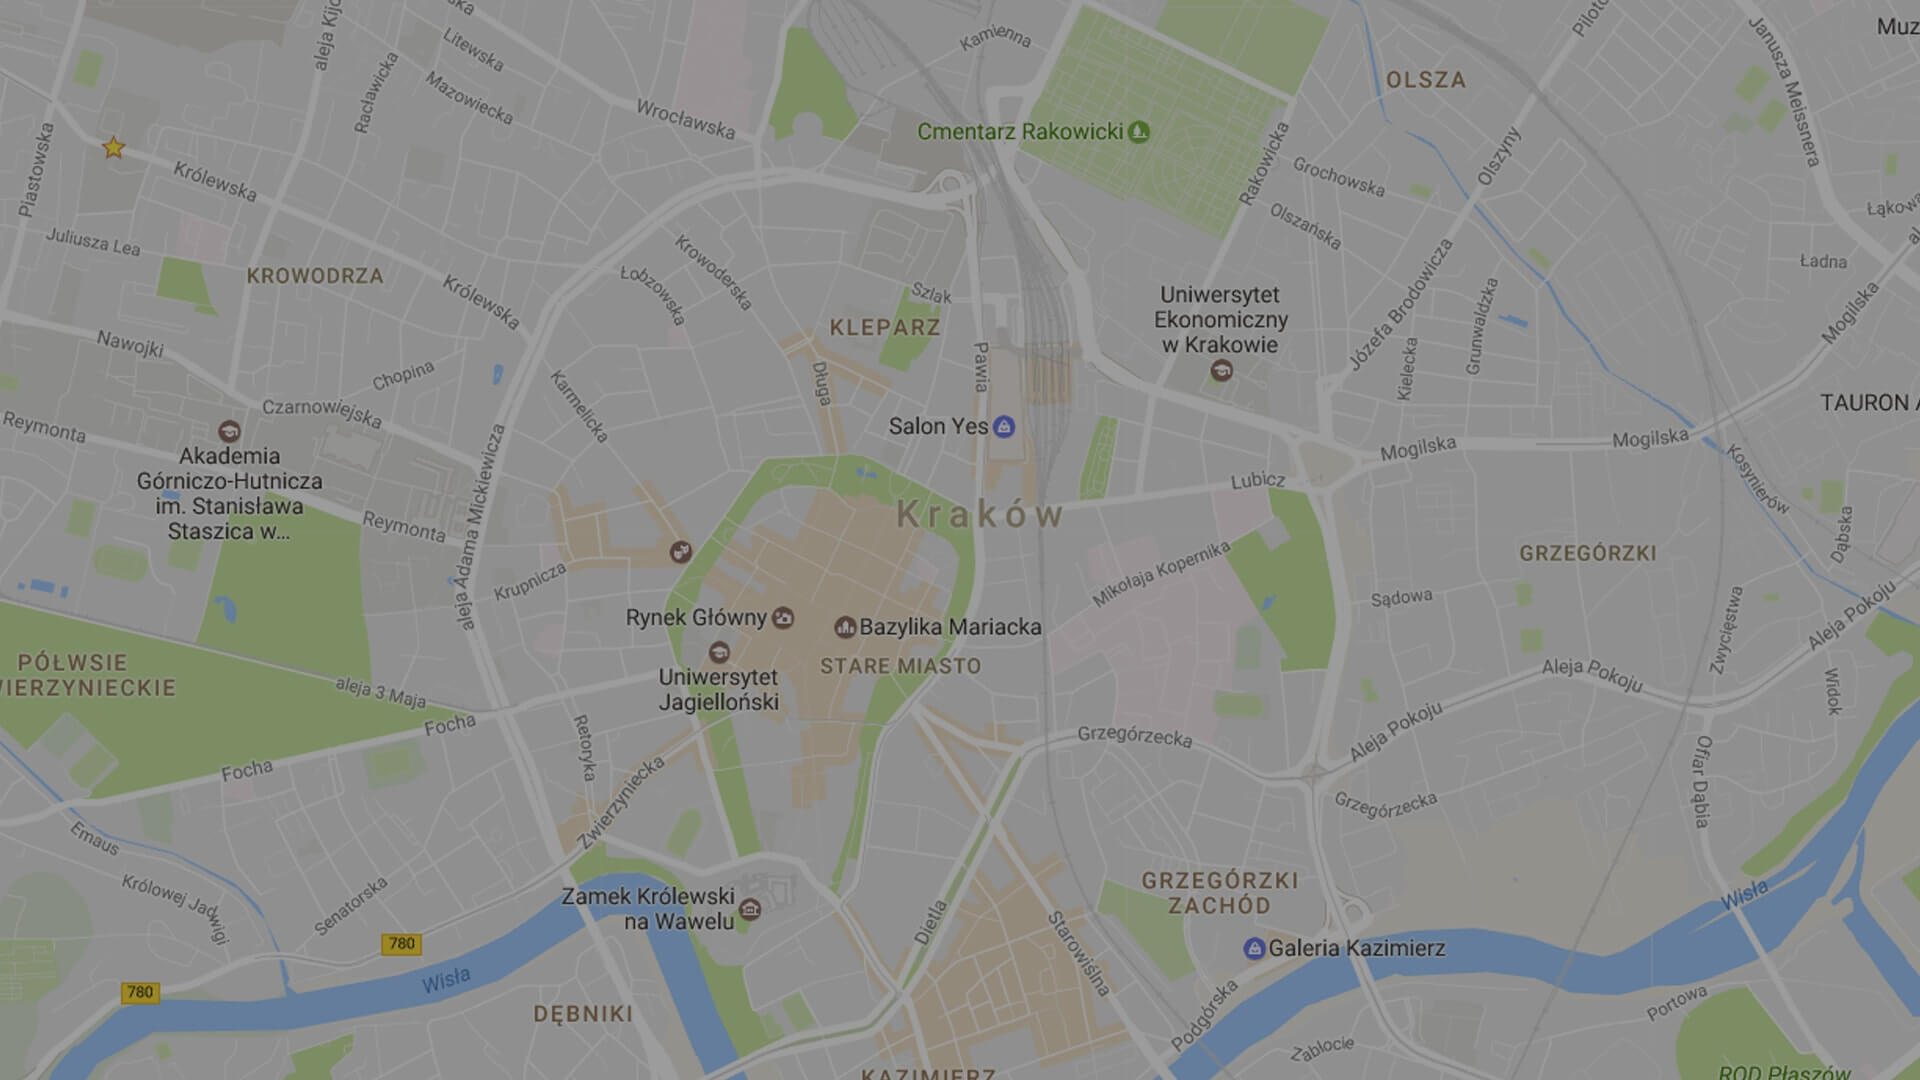 Muz
Kamienna
Litewska
aleja Kijo
Piloto
Janusza Meissnera
OLSZA
Racławicka
Mazowiecka
Wrocławska
Cmentarz Rakowicki
Rakowicka
Olszyny
Piastowska
Królewska
Grochowska
Łąkowa
Olszańska
Juliusza Lea
Krowoderska
Łobzowska
KROWODRZA
Królewska
Szlak
Ładna
Uniwersytet
Ekonomiczny
w Krakowie
Józefa Brodowicza
Grunwaldzka
Mogilska
KLEPARZ
Nawojki
Chopina
Pawia
Kielecka
Długa
Karmelicka
Czarnowiejska
TAURON A
Reymonta
Salon Yes
Akademia
Górniczo-Hutnicza
im. Stanisława
Staszica w...
Mogilska
Mogilska
Kosynierów
Lubicz
aleja Adama Mickiewicza
Reymonta
Kraków
Dąbska
GRZEGÓRZKI
Mikołaja Kopernika
Krupnicza
Sądowa
Aleja Pokoju
Zwycięstwa
Rynek Główny
Bazylika Mariacka
STARE MIASTO
Uniwersytet
Jagielloński
PÓŁWSIE
WIERZYNIECKIE
aleja 3 Maja
Aleja Pokoju
Widok
Focha
Retoryka
Grzegórzecka
Aleja Pokoju
Focha
Ofiar Dąbia
Zwierzyniecka
Grzegórzecka
Emaus
Królowej Jadwigi
Senatorska
GRZEGÓRZKI
ZACHÓD
Wisła
Zamek Królewski
na Wawelu
Dietla
Starowiślna
780
Galeria Kazimierz
Wisła
780
DĘBNIKI
Podgórska
Portowa
Zabłocie
KAZIMIERZ
ROD Płaszów